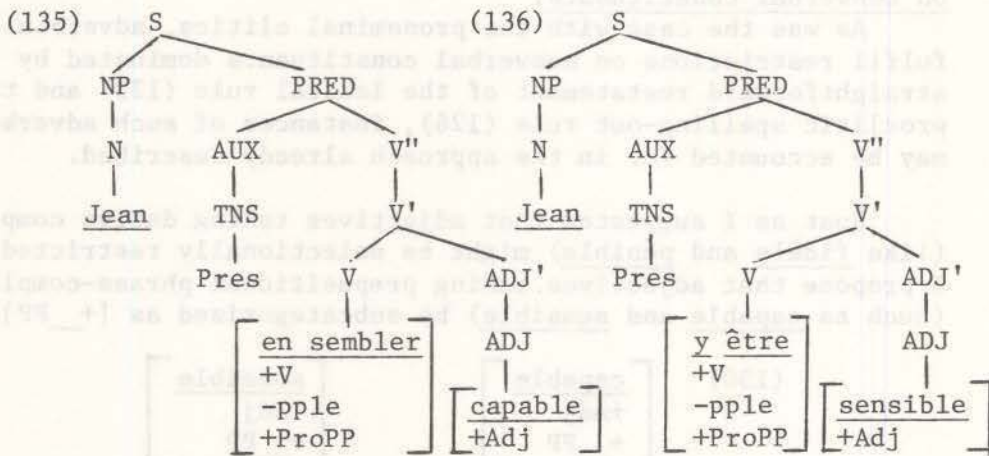 (135) S (136) S
NP PRED NP PRED
N AUX V" N AUX V"
Jean TNS V' Jean TNS V'
Pres V ADJ' Pres V ADJ'
en sembler ADJ y être ADJ
+V +V
-pple capable -pple sensible
+ProPP +Adj +ProPP +Adj